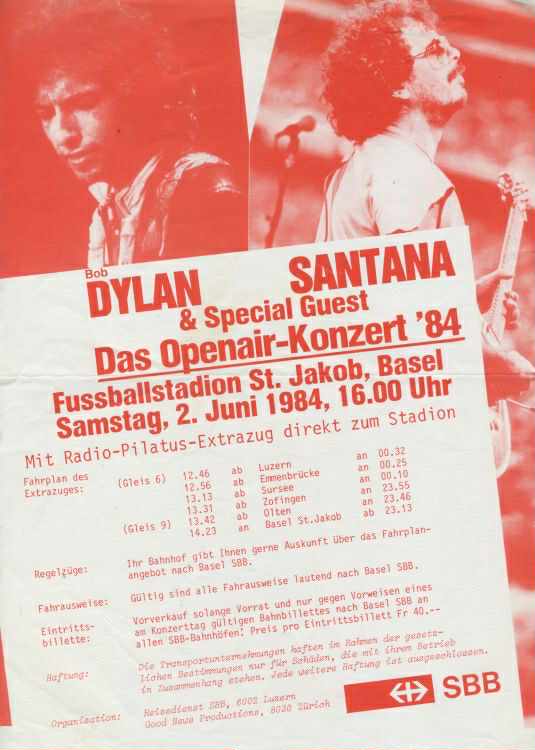 Bob
DYLAN SANTANA
& Special Guest
Das Openair-Konzert '84
Fussballstadion St. Jakob, Basel
Samstag, 2. Juni 1984, 16.00 Uhr
Mit Radio-Pilatus-Extrazug direkt zum Stadion
Fahrplan des Extrazuges: (Gleis 6) 12.46 ab Luzern an 00.32
12.56 ab Emmenbrücke an 00.25
13.13 ab Sursee an 00.10
13.31 ab Zofingen an 23.55
(Gleis 9) 13.42 ab Olten an 23.46
14.23 an Basel St.Jakob ab 23.13
Regelzüge: Ihr Bahnhof gibt Ihnen gerne Auskunft über das Fahrplan-
angebot nach Basel SBB.
Fahrausweise: Gültig sind alle Fahrausweise lautend nach Basel SBB.
Eintritts- Vorverkauf solange Vorrat und nur gegen Vorweisen eines
billette: am Konzerttag gültigen Bahnbillettes nach Basel SBB an
allen SBB-Bahnhöfen! Preis pro Eintrittsbillett Fr 40.--
Haftung: Die Transportunternehmungen haften im Rahmen der gesetz-
lichen Bestimmungen nur für Schäden, die mit ihrem Betrieb
in Zusammenhang stehen. Jede weitere Haftung ist ausgeschlossen.
Organisation: Reisedienst SBB, 6002 Luzern
Good News Productions, 8020 Zürich
SBB